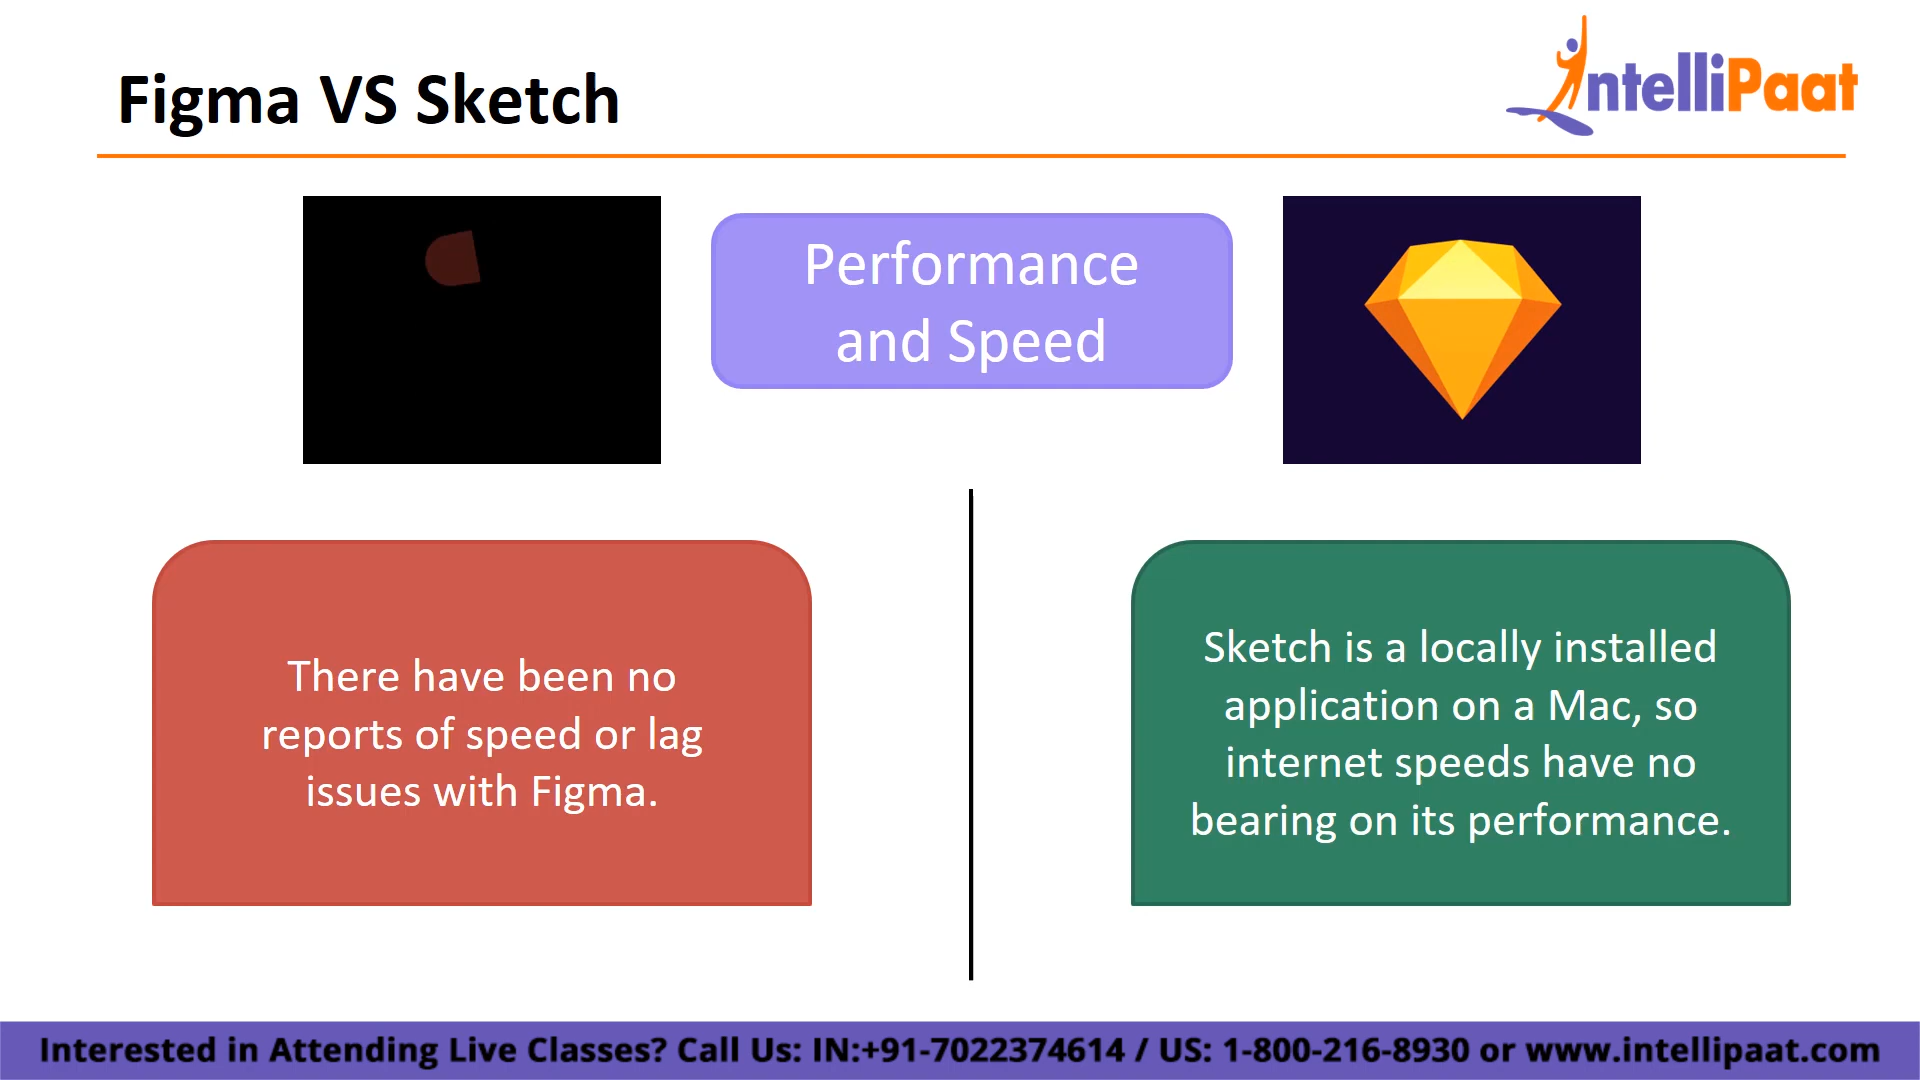 Figma VS Sketch
IntelliPaat
Performance
and Speed
There have been no
reports of speed or lag
issues with Figma.
Sketch is a locally installed
application on a Mac, so
internet speeds have no
bearing on its performance.
Interested in Attending Live Classes? Call Us: IN:+91-7022374614 / US: 1-800-216-8930 or www.intellipaat.com